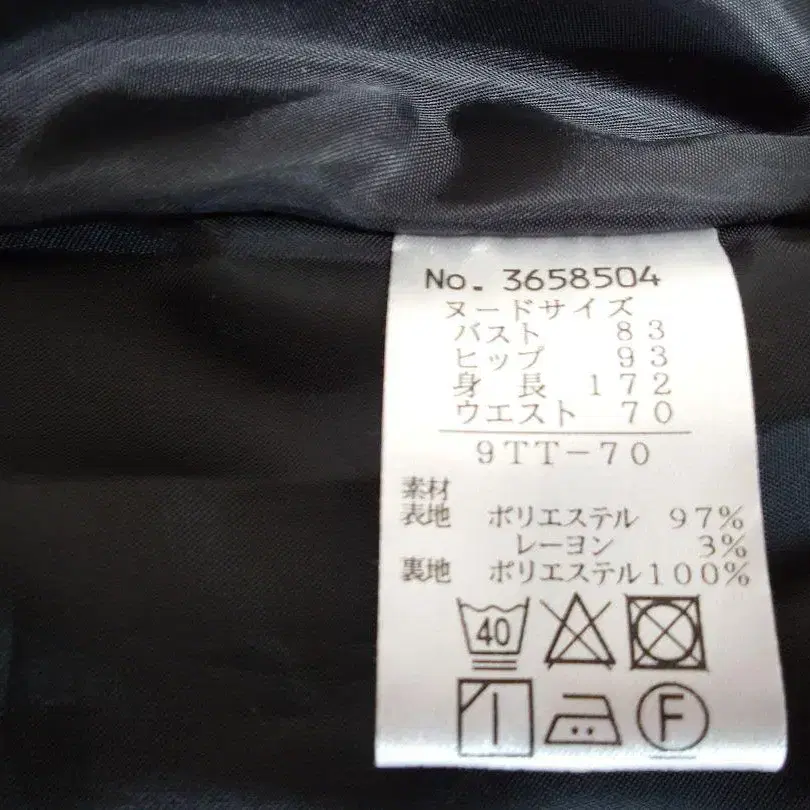 No. 3658504
ヌードサイズ
バスト 83
ヒップ 93
身長 172
ウエスト 70
9TT-70
素材
表地 ポリエステル 97%
レーヨン 3%
裏地 ポリエステル100%
40
F